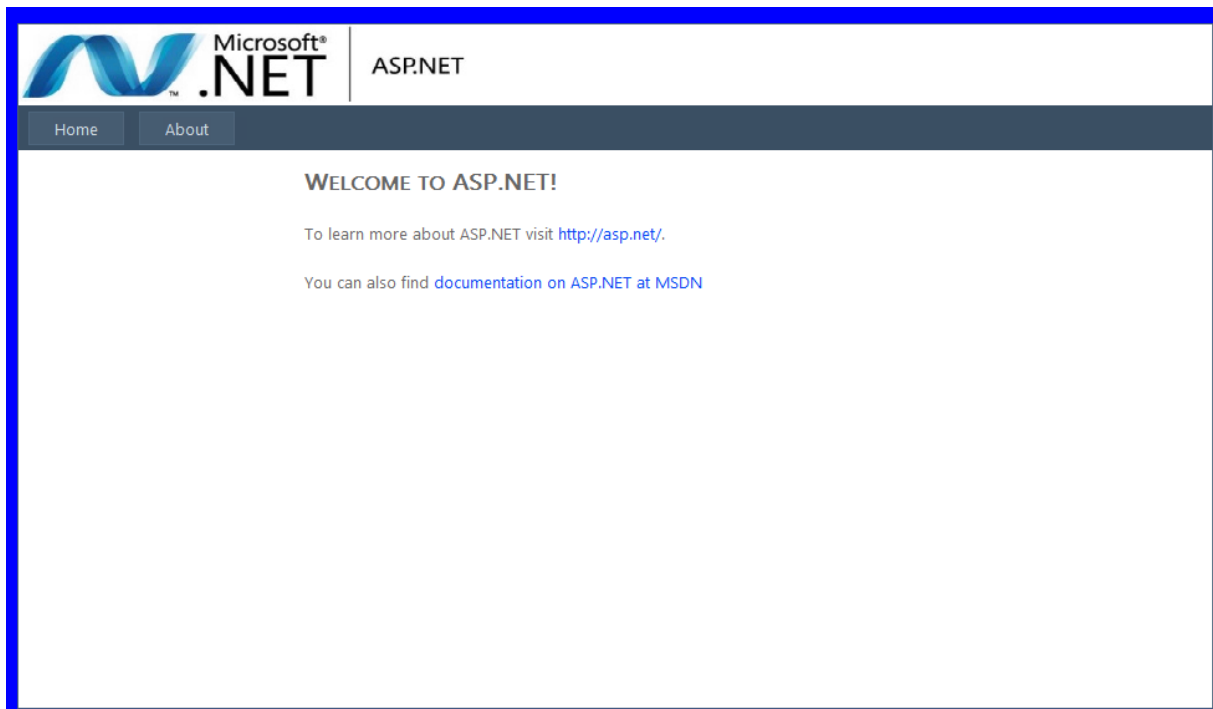 Microsoft®
.NET
™
ASP.NET
Home About
WELCOME TO ASP.NET!
To learn more about ASP.NET visit http://asp.net/.
You can also find documentation on ASP.NET at MSDN